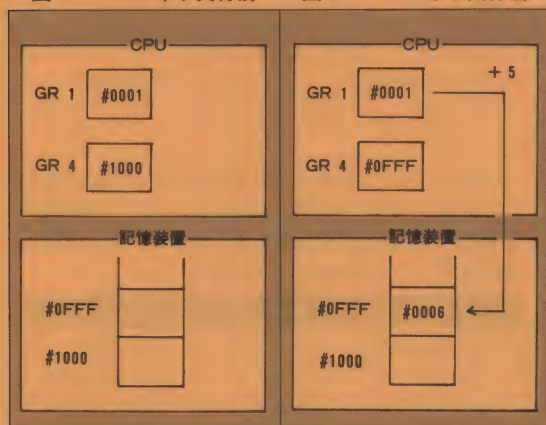 CPU
GR 1 #0001
GR 4 #1000
記憶装置
#0FFF
#1000
CPU
+ 5
GR 1 #0001
GR 4 #0FFF
記憶装置
#0FFF #0006
#1000